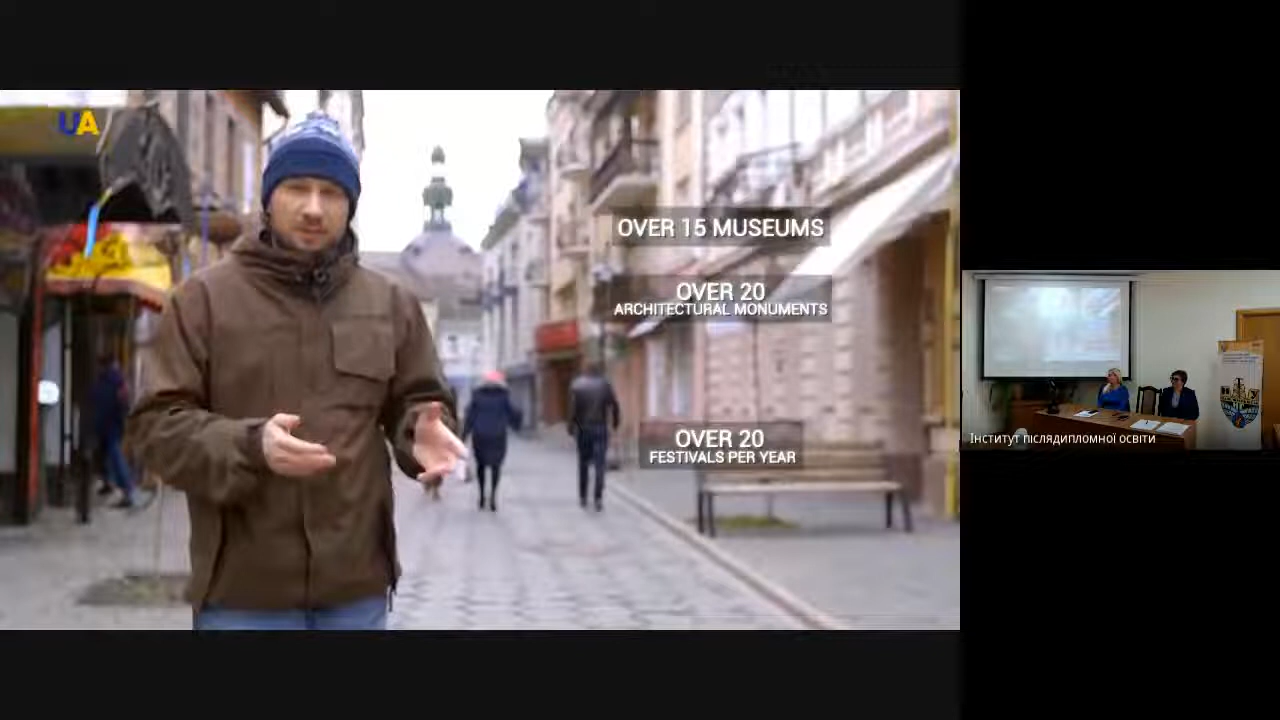 UA
OVER 15 MUSEUMS
OVER 20
ARCHITECTURAL MONUMENTS
OVER 20
FESTIVALS PER YEAR
Інститут післядипломної освіти